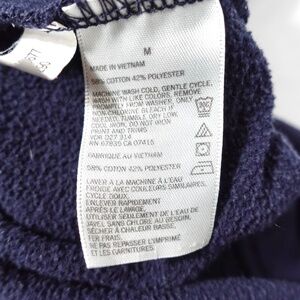 M
MADE IN VIETNAM
58% COTTON 42% POLYESTER
MACHINE WASH COLD, GENTLE CYCLE,
WASH WITH LIKE COLORS, REMOVE
PROMPTLY FROM WASHER, ONLY
NON-CHLORINE BLEACH IF
NEEDED, TUMBLE DRY LOW,
COOL IRON, DO NOT IRON
PRINT AND TRIMS
VDR
RN 67835 CA 07416
FABRIQUÉ AU VIETNAM
58% COTON 42% POLYESTER
LAVER À LA MACHINE À L'EAU
FROIDE AVEC COULEURS SIMILAIRES,
CYCLE DOUX.
ENLEVER RAPIDEMENT
APRÈS LE LAVAGE.
UTILISER SEULEMENT DE L'EAU DE
JAVEL SANS CHLORE AU BESOIN,
SÉCHER À CHALEUR BASSE.
FER FRAIS.
NE PAS REPASSER L'IMPRIMÉ
ET LES GARNITURES.